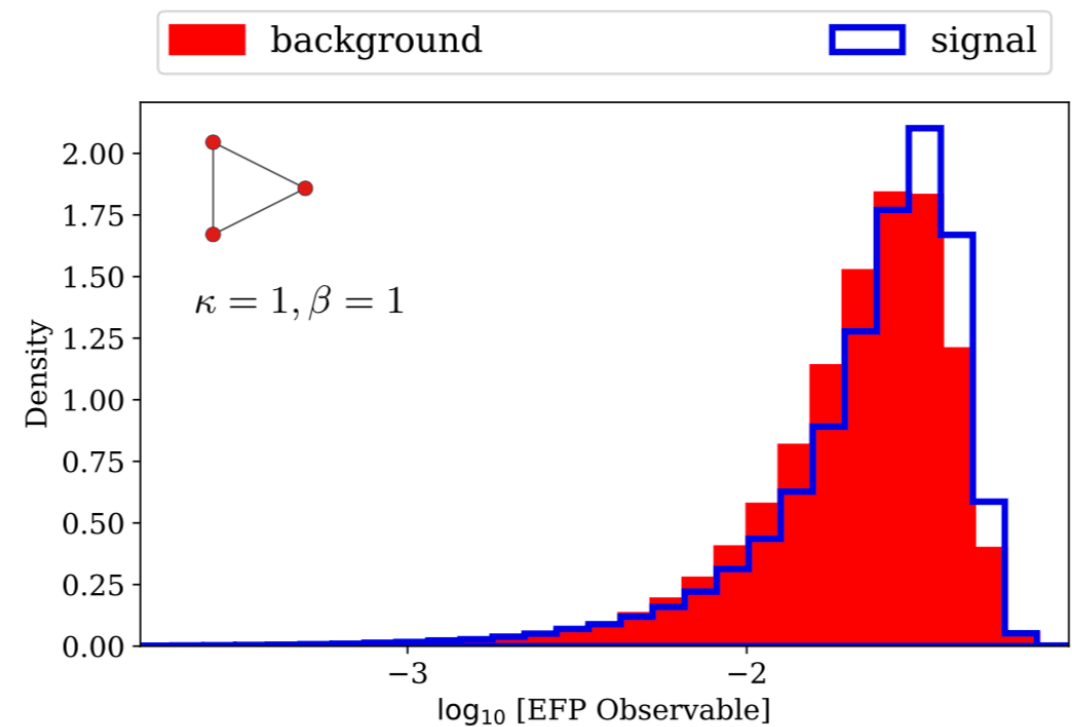 background signal
2.00
1.75
1.50
1.25
1.00
0.75
0.50
0.25
0.00
Density
κ = 1, β = 1
−3 −2
log₁₀ [EFP Observable]